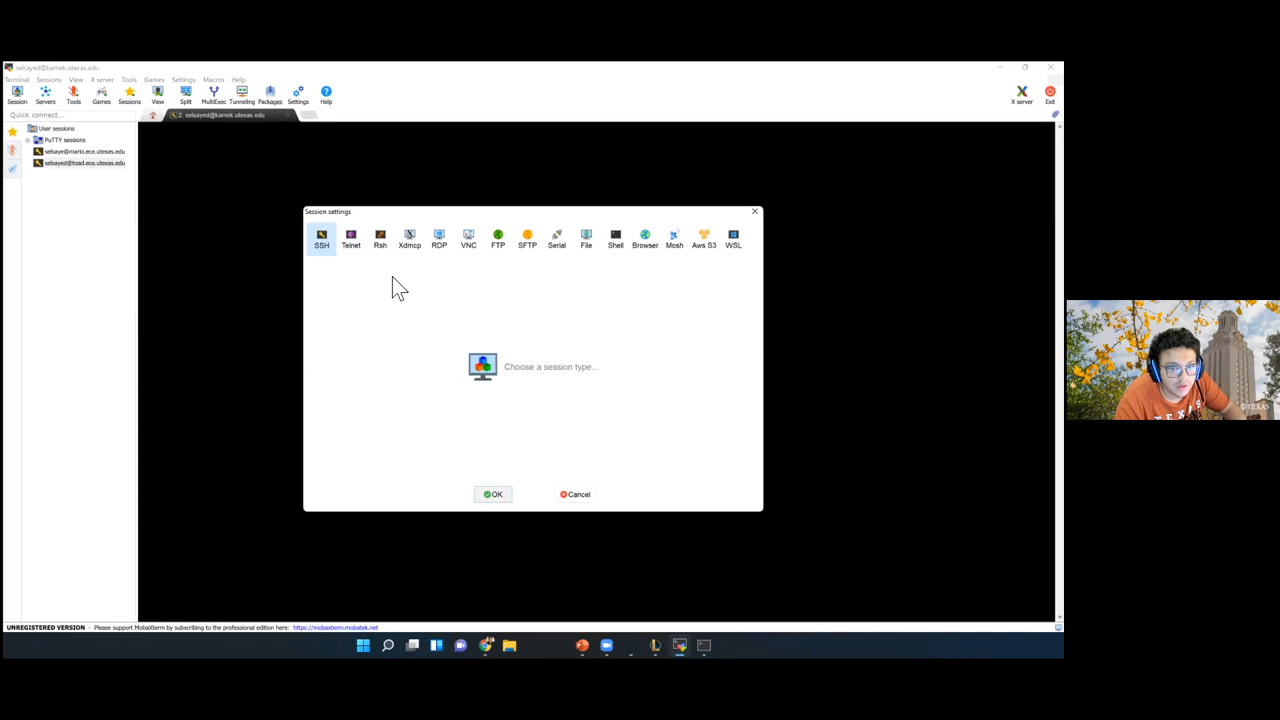 selsayed@kamek.utexas.edu
Terminal Sessions View X server Tools Games Settings Macros Help
Session Servers Tools Games Sessions View Split MultiExec Tunneling Packages Settings Help X server Exit
Quick connect...
2. selsayed@kamek.utexas.edu
User sessions
PuTTY sessions
selsaye@mario.ece.utexas.edu
selsayed@toad.ece.utexas.edu
Session settings
SSH Telnet Rsh Xdmcp RDP VNC FTP SFTP Serial File Shell Browser Mosh Aws S3 WSL
Choose a session type...
OK Cancel
UNREGISTERED VERSION - Please support MobaXterm by subscribing to the professional edition here: https://mobaxterm.mobatek.net
TEXAS
TEXAS